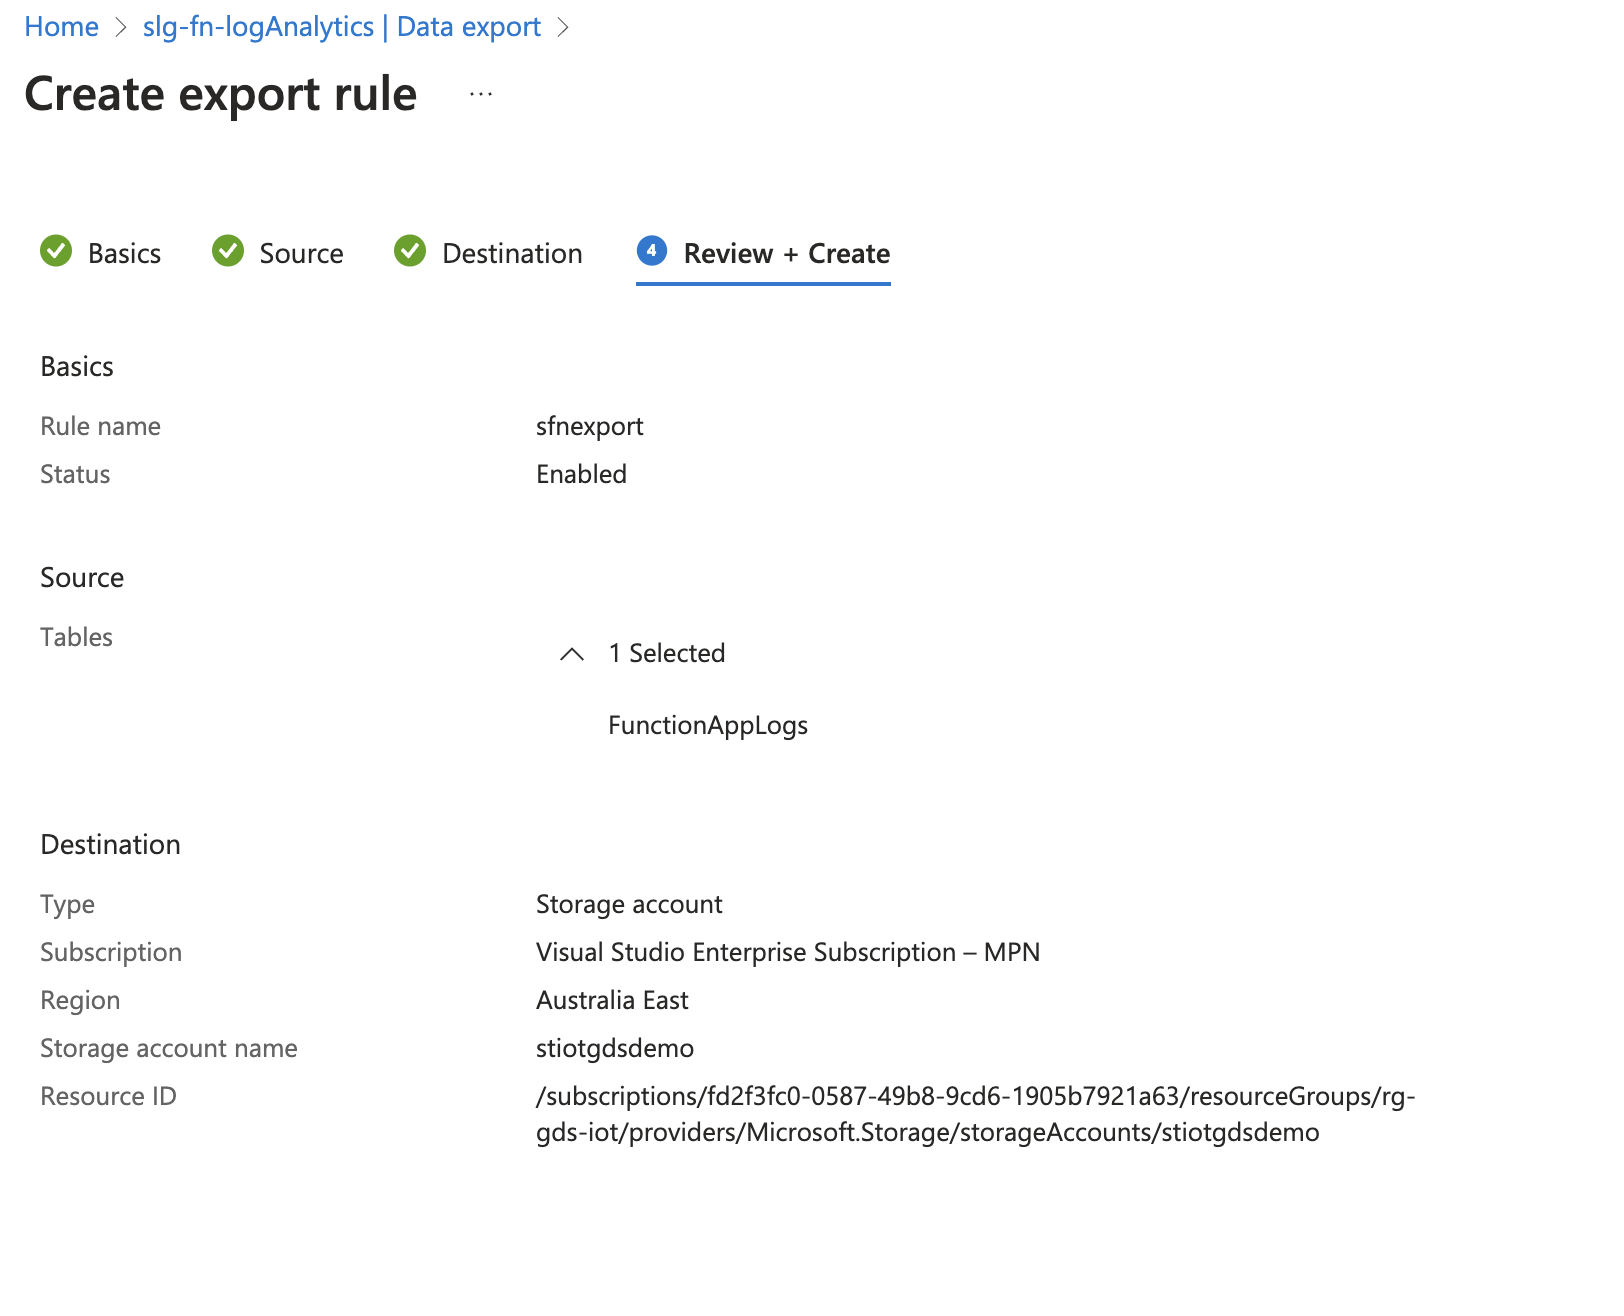 Home > slg-fn-logAnalytics | Data export >
Create export rule ...
Basics Source Destination 4 Review + Create
Basics
Rule name sfnexport
Status Enabled
Source
Tables
1 Selected
FunctionAppLogs
Destination
Type Storage account
Subscription Visual Studio Enterprise Subscription – MPN
Region Australia East
Storage account name stiotgdsdemo
Resource ID /subscriptions/fd2f3fc0-0587-49b8-9cd6-1905b7921a63/resourceGroups/rg-
gds-iot/providers/Microsoft.Storage/storageAccounts/stiotgdsdemo